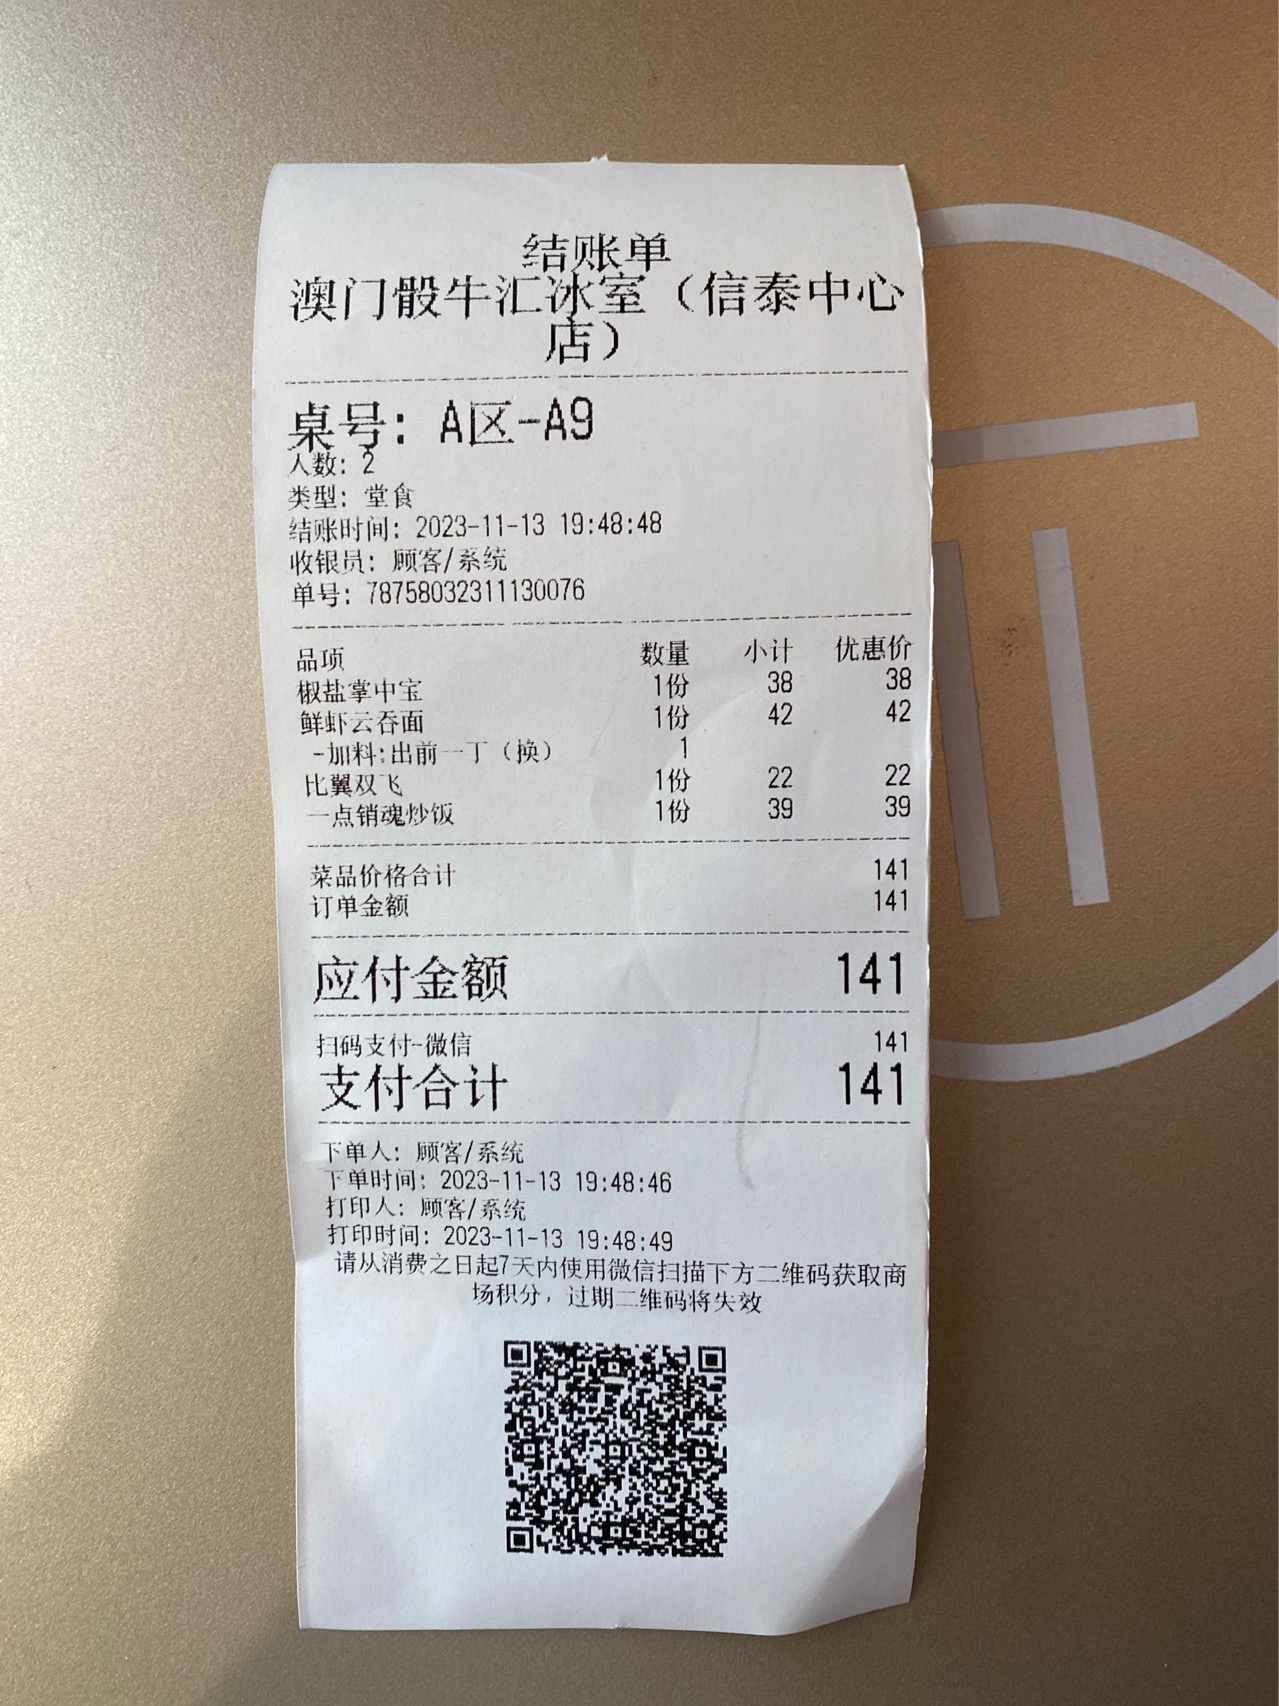 结账单
澳门骰牛汇冰室（信泰中心
店）
桌号：A区-A9
人数：2
类型：堂食
结账时间：2023-11-13 19:48:48
收银员：顾客/系统
单号：78758032311130076
品项 数量 小计 优惠价
椒盐掌中宝 1份 38 38
鲜虾云吞面 1份 42 42
-加料:出前一丁（换） 1
比翼双飞 1份 22 22
一点销魂炒饭 1份 39 39
菜品价格合计 141
订单金额 141
应付金额 141
扫码支付-微信 141
支付合计 141
下单人：顾客/系统
下单时间：2023-11-13 19:48:46
打印人：顾客/系统
打印时间：2023-11-13 19:48:49
请从消费之日起7天内使用微信扫描下方二维码获取商
场积分，过期二维码将失效